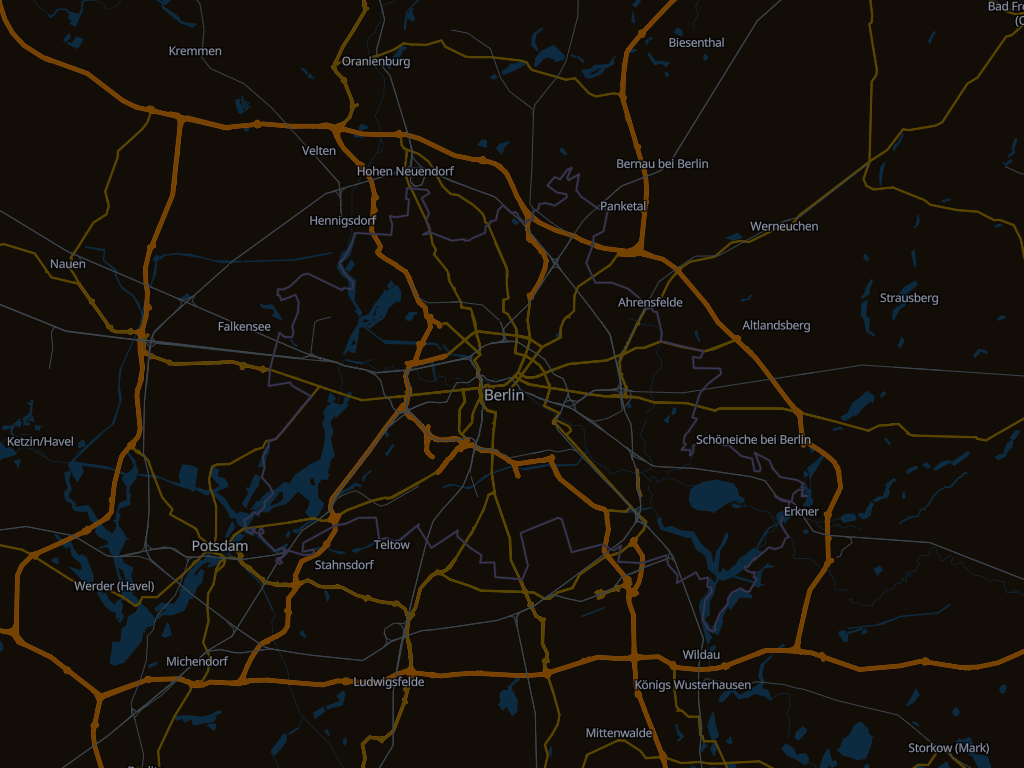 Bad Fr
(O
Biesenthal
Kremmen
Oranienburg
Velten
Hohen Neuendorf
Bernau bei Berlin
Panketal
Hennigsdorf
Werneuchen
Nauen
Ahrensfelde
Strausberg
Falkensee
Altlandsberg
Berlin
Ketzin/Havel
Schöneiche bei Berlin
Erkner
Potsdam
Teltow
Stahnsdorf
Werder (Havel)
Wildau
Michendorf
Ludwigsfelde
Königs Wusterhausen
Mittenwalde
Storkow (Mark)